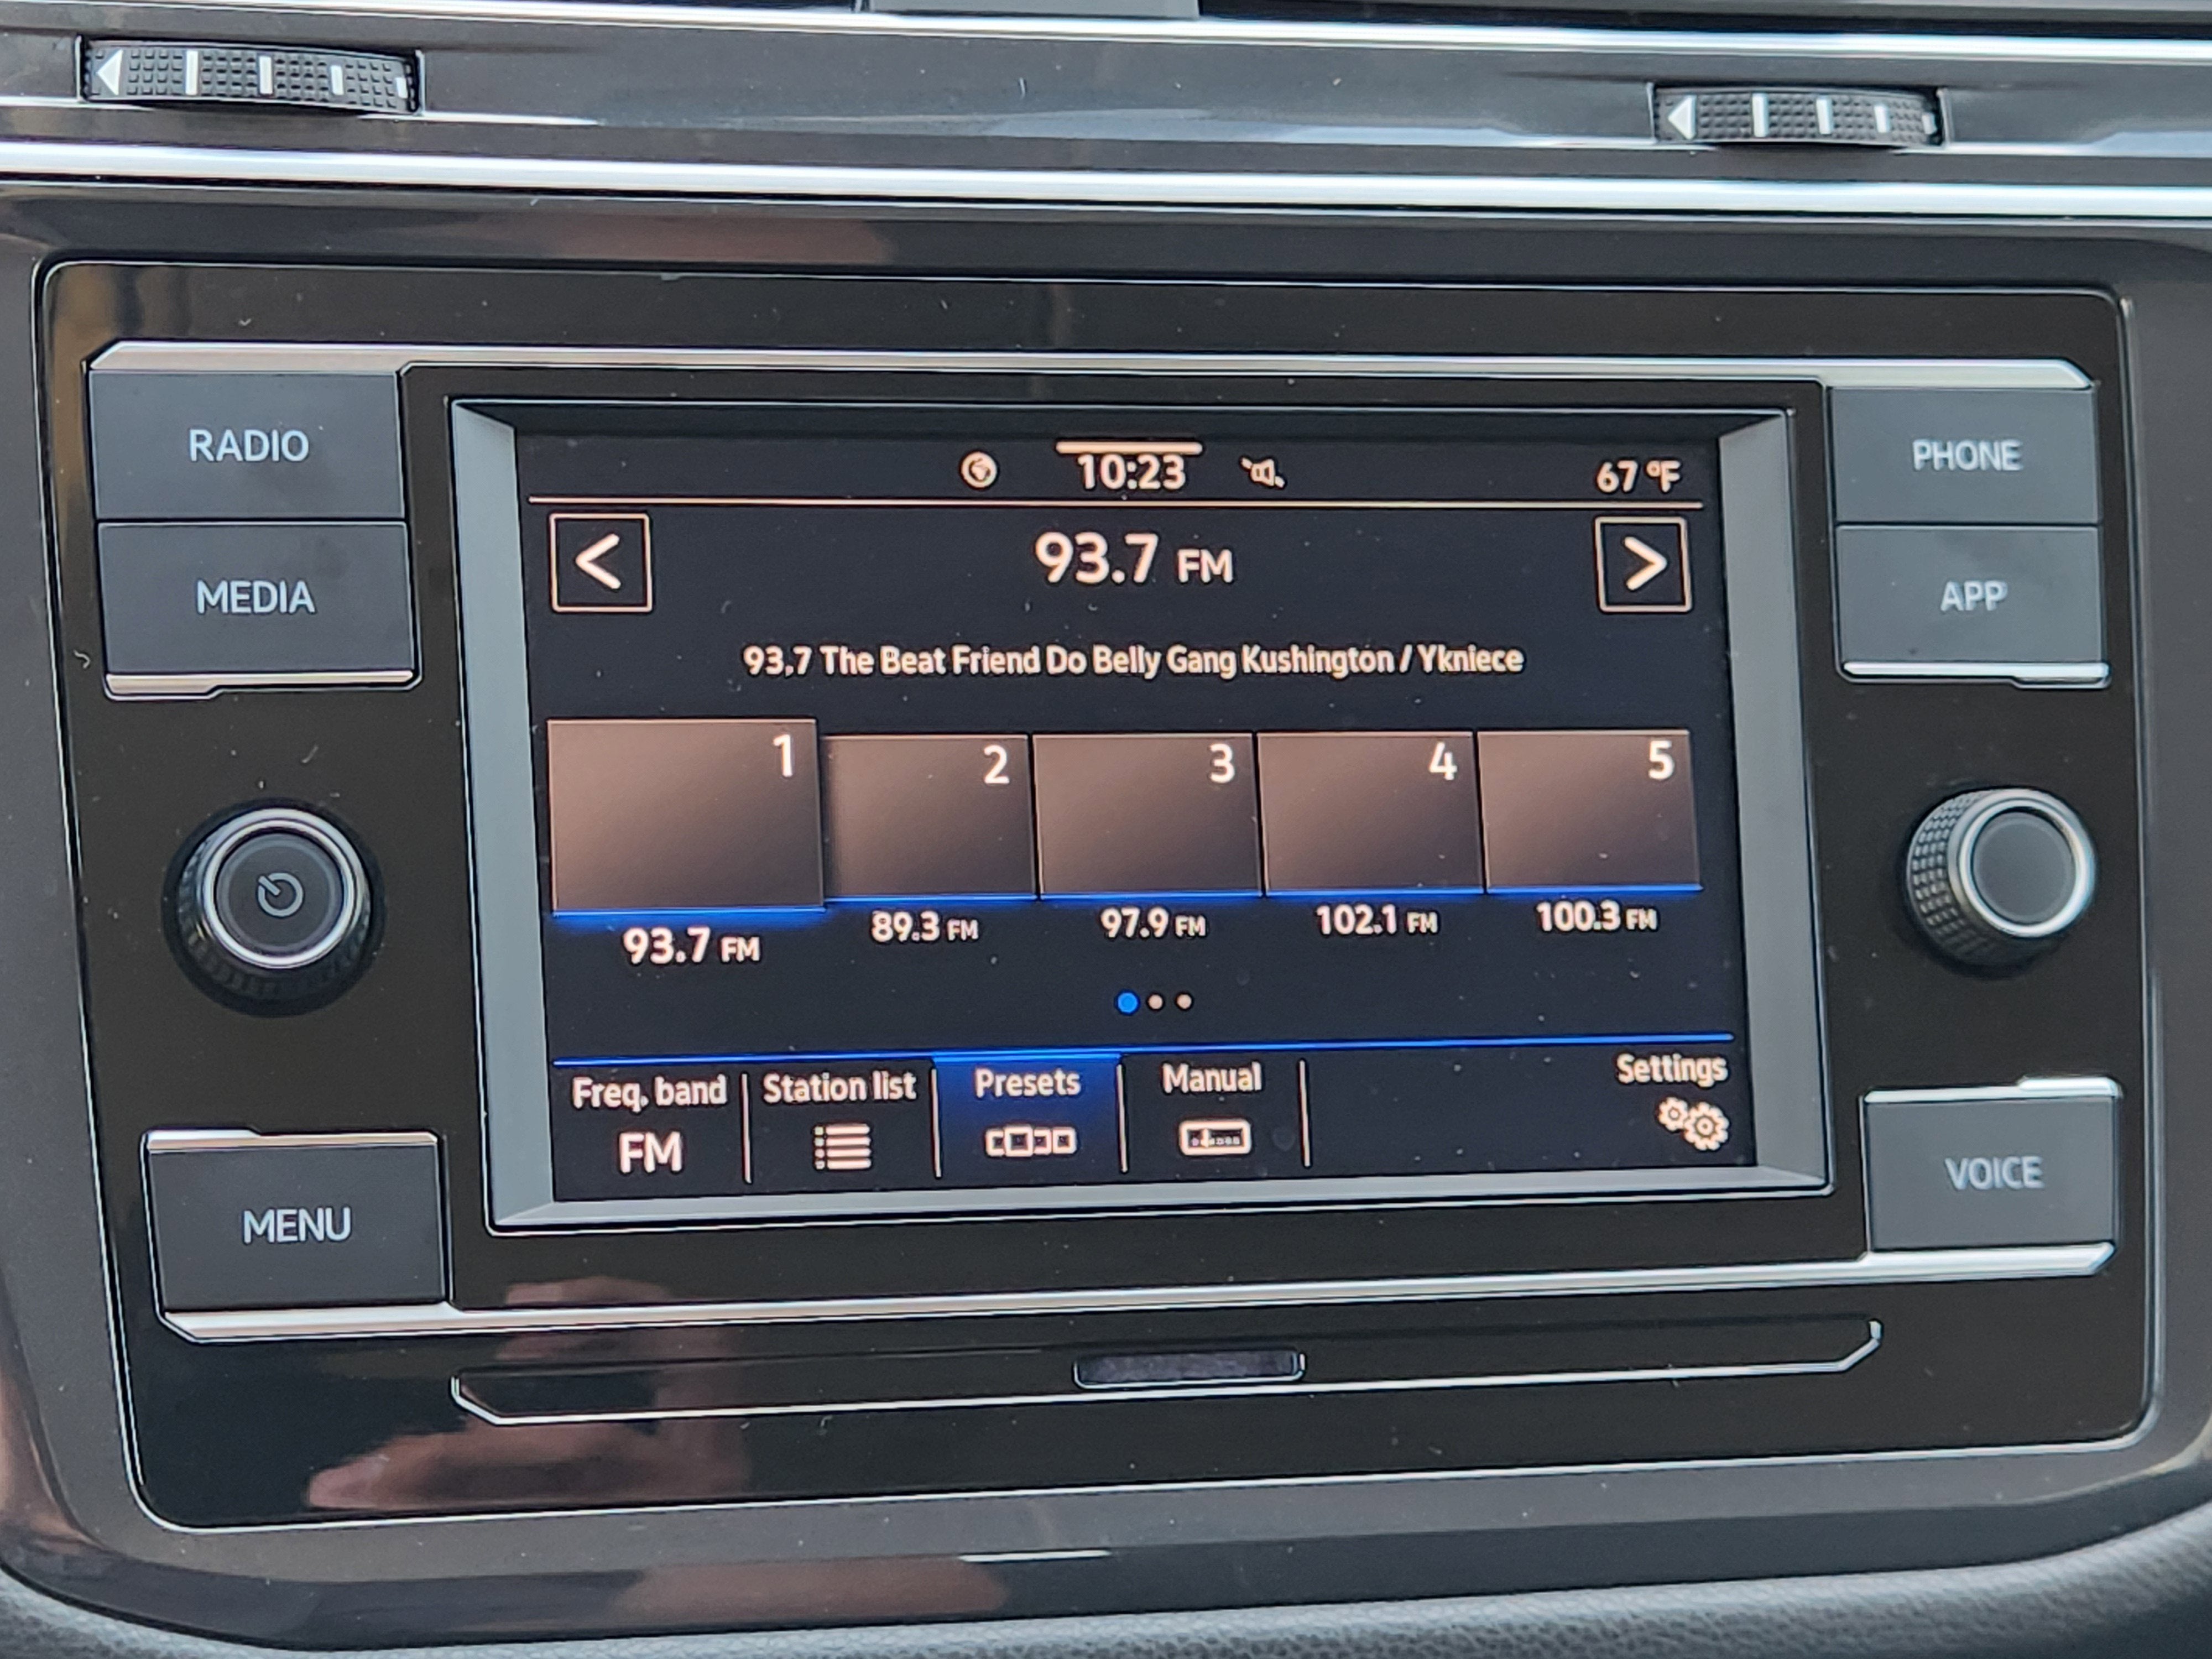 RADIO
MEDIA
MENU
10:23
67 °F
<
93.7 FM
>
93.7 The Beat Friend Do Belly Gang Kushington / Ykniece
1
2
3
4
5
93.7 FM
89.3 FM
97.9 FM
102.1 FM
100.3 FM
Freq. band
FM
Station list
Presets
Manual
Settings
PHONE
APP
VOICE